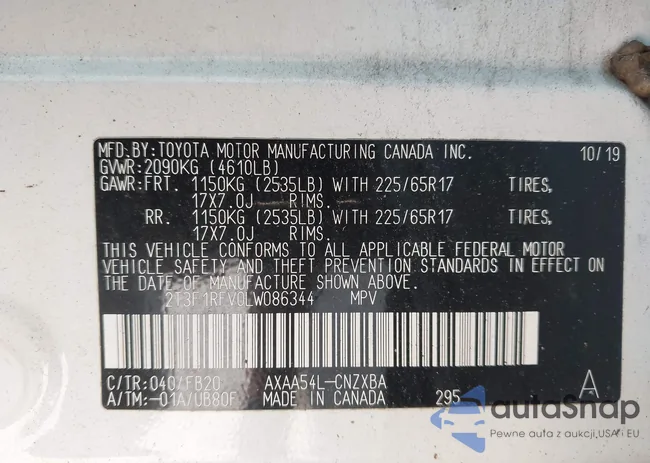 MFD.BY:TOYOTA MOTOR MANUFACTURING CANADA INC. 10/19
GVWR:2090KG (4610LB)
GAWR:FRT. 1150KG (2535LB) WITH 225/65R17 TIRES,
17X7.0J RIMS.
RR. 1150KG (2535LB) WITH 225/65R17 TIRES,
17X7.0J RIMS.
THIS VEHICLE CONFORMS TO ALL APPLICABLE FEDERAL MOTOR
VEHICLE SAFETY AND THEFT PREVENTION STANDARDS IN EFFECT ON
THE DATE OF MANUFACTURE SHOWN ABOVE.
2T3F1RFV0LW086344 MPV
C/TR:040/FB20 AXAA54L-CNZXBA A
A/TM:-01A/UB80F MADE IN CANADA 295
autoSnap
Pewne auta z aukcji,USA i EU